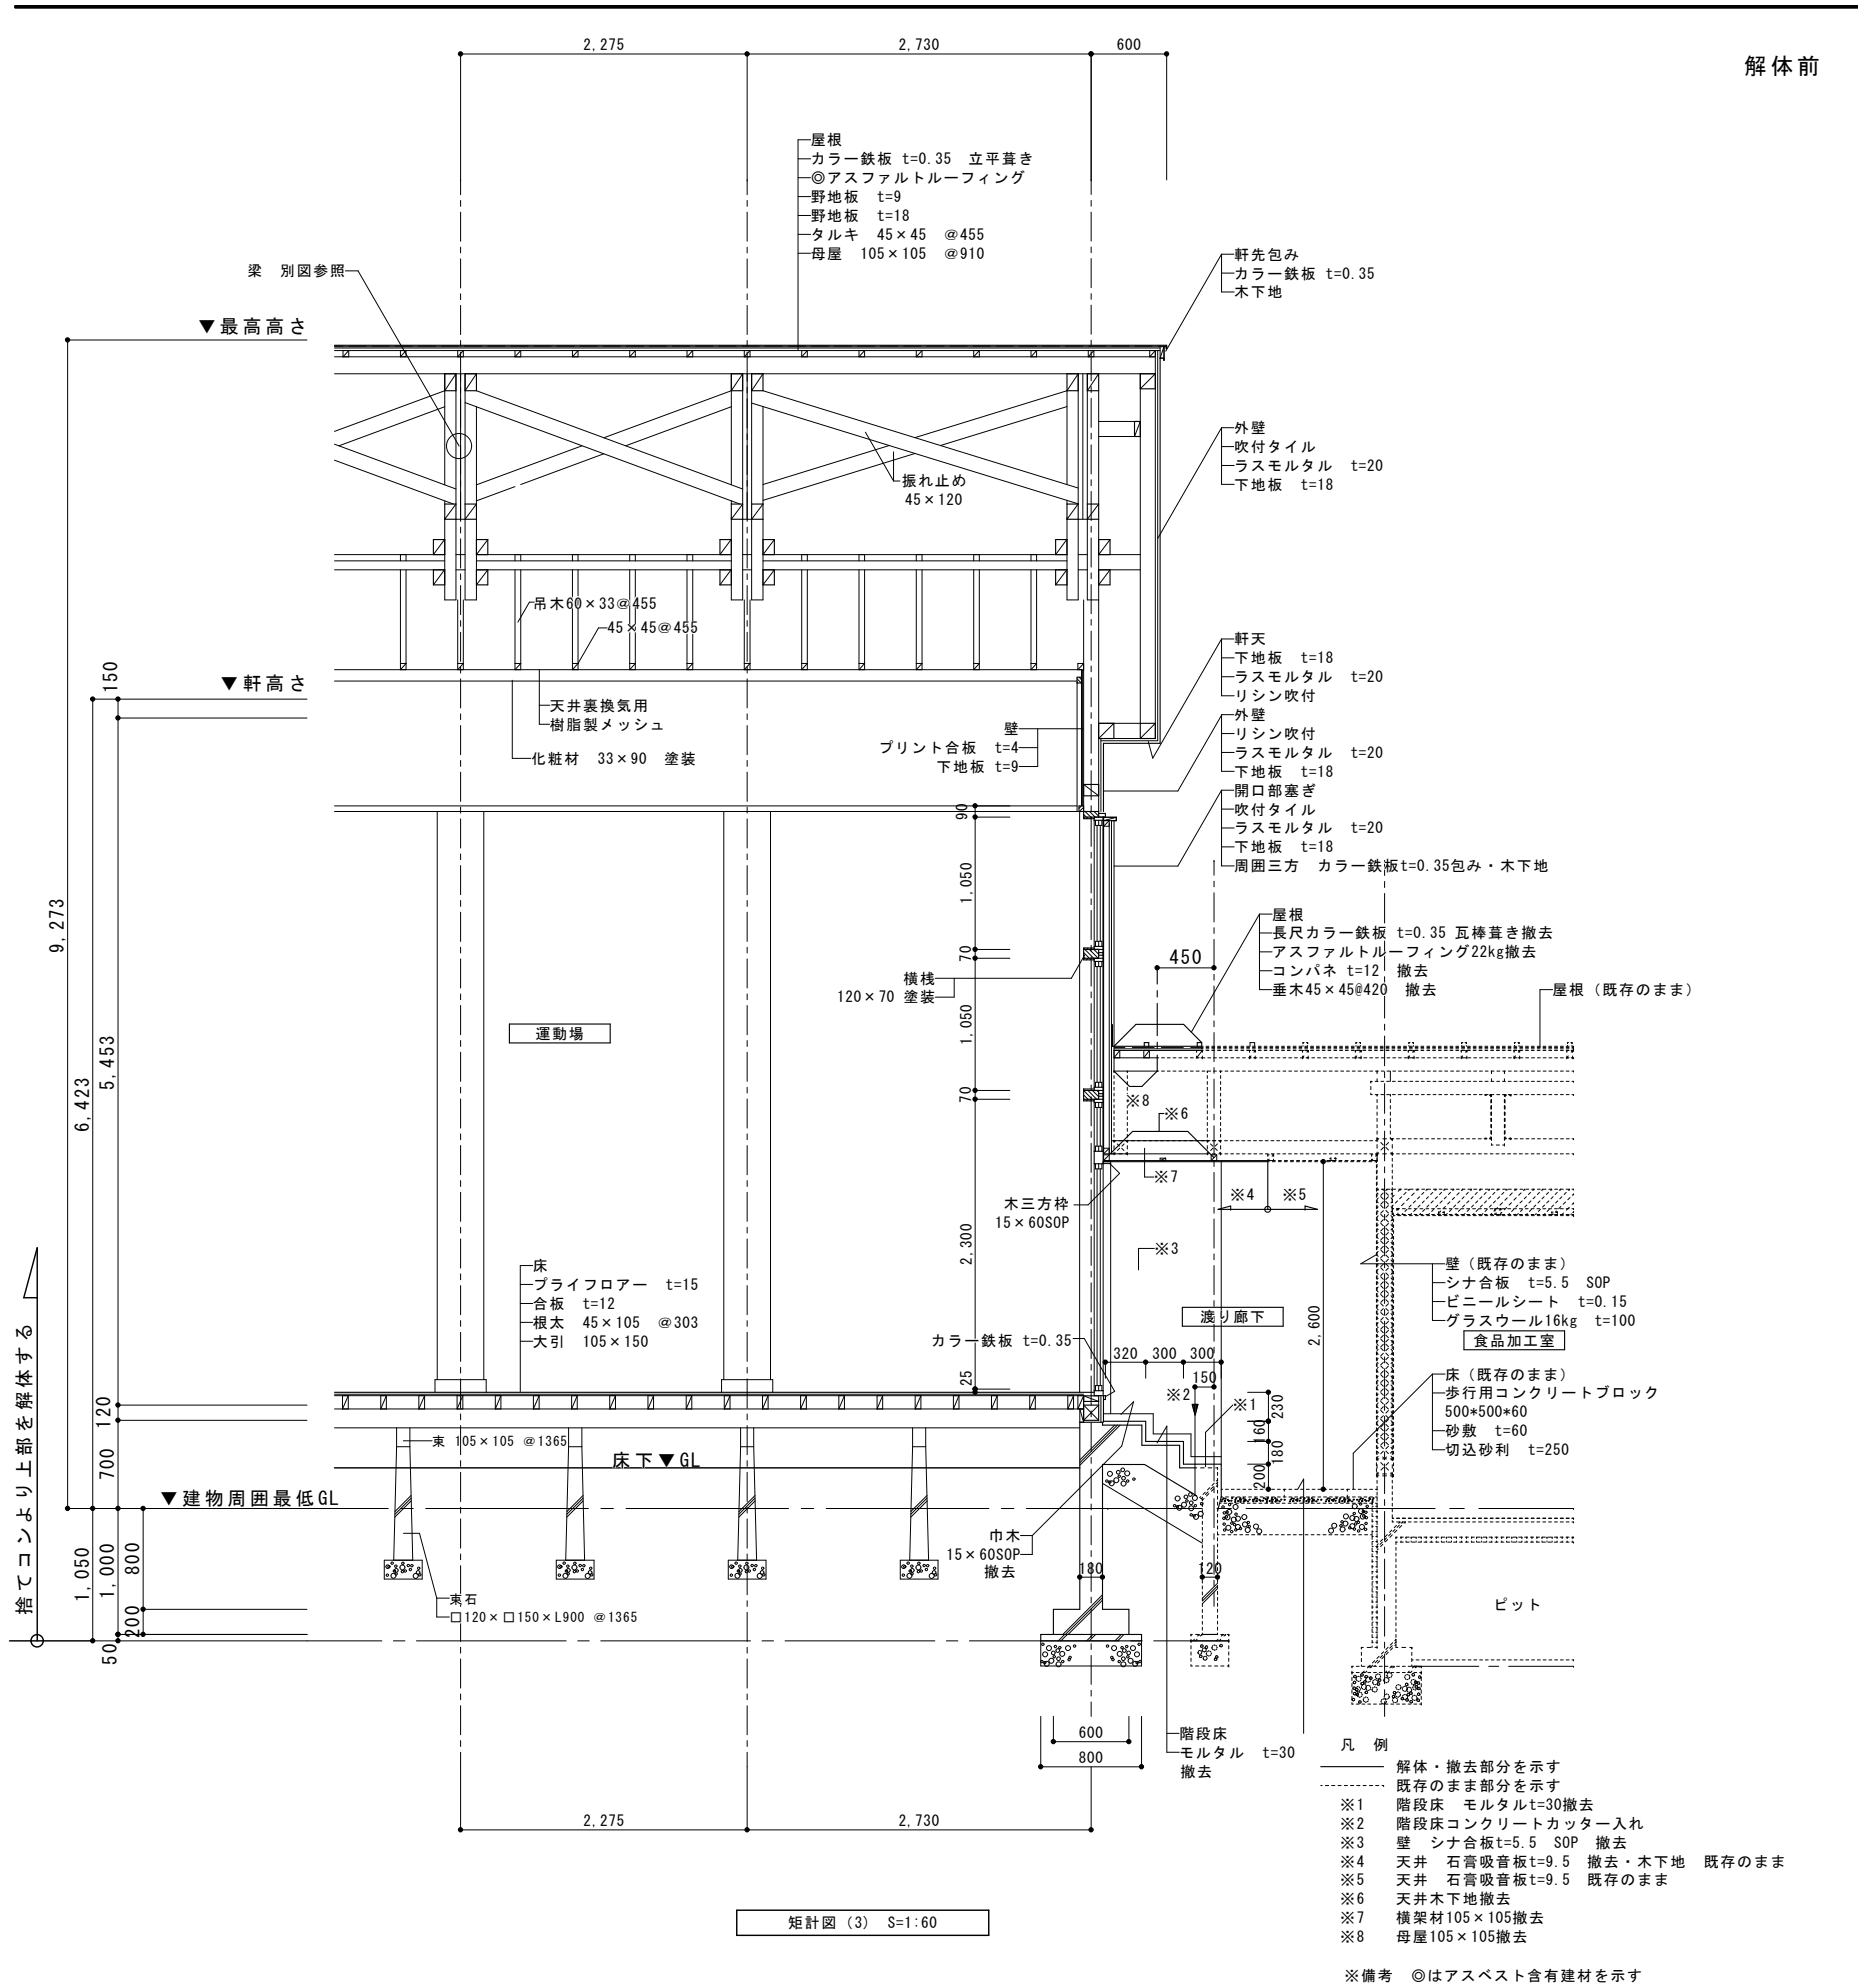 2,275
2,730
600
解体前
屋根
カラー鉄板 t=0.35 立平葺き
◎アスファルトルーフィング
野地板 t=9
野地板 t=18
タルキ 45×45 @455
母屋 105×105 @910
梁 別図参照
軒先包み
カラー鉄板 t=0.35
木下地
▼最高高さ
外壁
吹付タイル
ラスモルタル t=20
下地板 t=18
振れ止め
45×120
吊木60×33@455
45×45@455
軒天
下地板 t=18
ラスモルタル t=20
リシン吹付
150
▼軒高さ
天井裏換気用
樹脂製メッシュ
化粧材 33×90 塗装
壁
プリント合板 t=4
下地板 t=9
外壁
リシン吹付
ラスモルタル t=20
下地板 t=18
開口部塞ぎ
吹付タイル
ラスモルタル t=20
下地板 t=18
周囲三方 カラー鉄板t=0.35包み・木下地
90
1,050
70
1,050
70
2,300
25
9,273
6,423
5,453
屋根
長尺カラー鉄板 t=0.35 瓦棒葺き撤去
アスファルトルーフィング22kg撤去
コンパネ t=12 撤去
垂木45×45@420 撤去
屋根（既存のまま）
450
横桟
120×70 塗装
運動場
※8
※6
※7
※4
※5
木三方枠
15×60SOP
※3
床
プライフロアー t=15
合板 t=12
根太 45×105 @303
大引 105×150
壁（既存のまま）
シナ合板 t=5.5 SOP
ビニールシート t=0.15
グラスウール16kg t=100
渡り廊下
2,600
食品加工室
カラー鉄板 t=0.35
320
300
300
150
※2
※1
230
160
180
200
床（既存のまま）
歩行用コンクリートブロック
500*500*60
砂敷 t=60
切込砂利 t=250
捨てコンより上部を解体する
120
700
束 105×105 @1365
床下▼GL
▼建物周囲最低GL
1,050
1,000
800
200
50
巾木
15×60SOP
撤去
180
120
束石
□120×□150×L900 @1365
ピット
600
800
階段床
モルタル t=30
撤去
2,275
2,730
凡 例
解体・撤去部分を示す
既存のまま部分を示す
※1 階段床 モルタルt=30撤去
※2 階段床コンクリートカッター入れ
※3 壁 シナ合板t=5.5 SOP 撤去
※4 天井 石膏吸音板t=9.5 撤去・木下地 既存のまま
※5 天井 石膏吸音板t=9.5 既存のまま
※6 天井木下地撤去
※7 横架材105×105撤去
※8 母屋105×105撤去
矩計図（3） S=1:60
※備考 ◎はアスベスト含有建材を示す